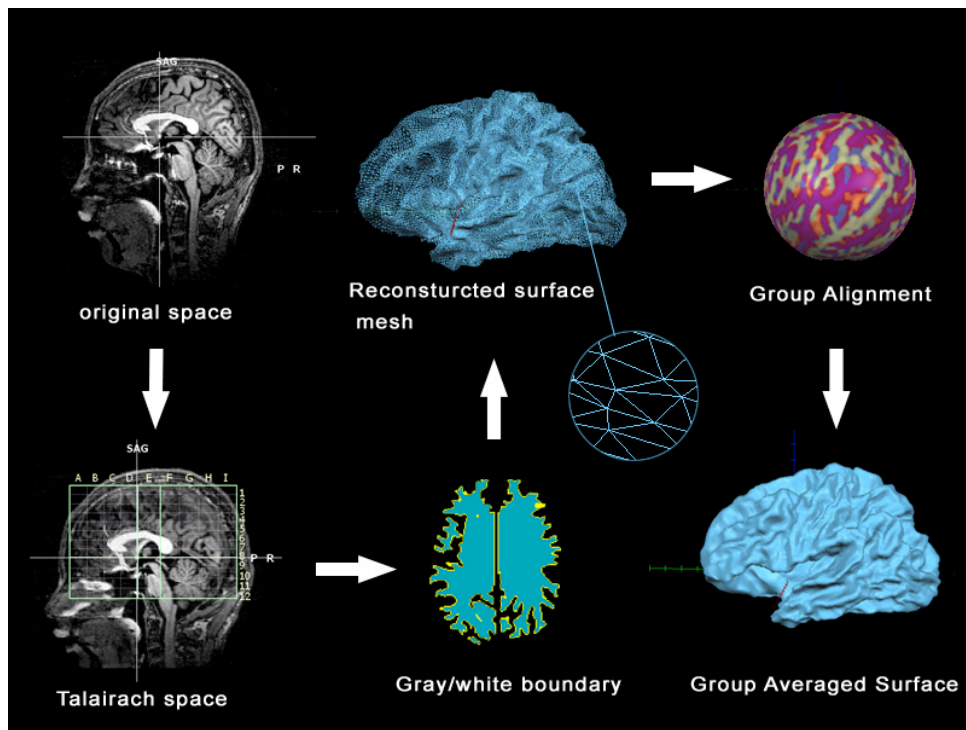 SAG
P R
original space
Reconsturcted surface
mesh
Group Alignment
SAG
A B C D E F G H I
1
2
3
4
5
6
7
8
9
10
11
12
P R
Talairach space
Gray/white boundary
Group Averaged Surface